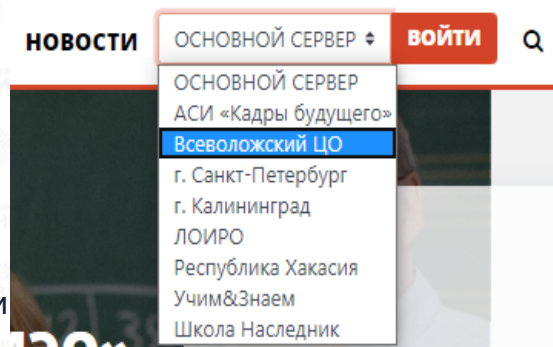 НОВОСТИ
ОСНОВНОЙ СЕРВЕР
ВОЙТИ
ОСНОВНОЙ СЕРВЕР
АСИ «Кадры будущего»
Всеволожский ЦО
г. Санкт-Петербург
г. Калининград
ЛОИРО
Республика Хакасия
Учим&Знаем
Школа Наследник
и